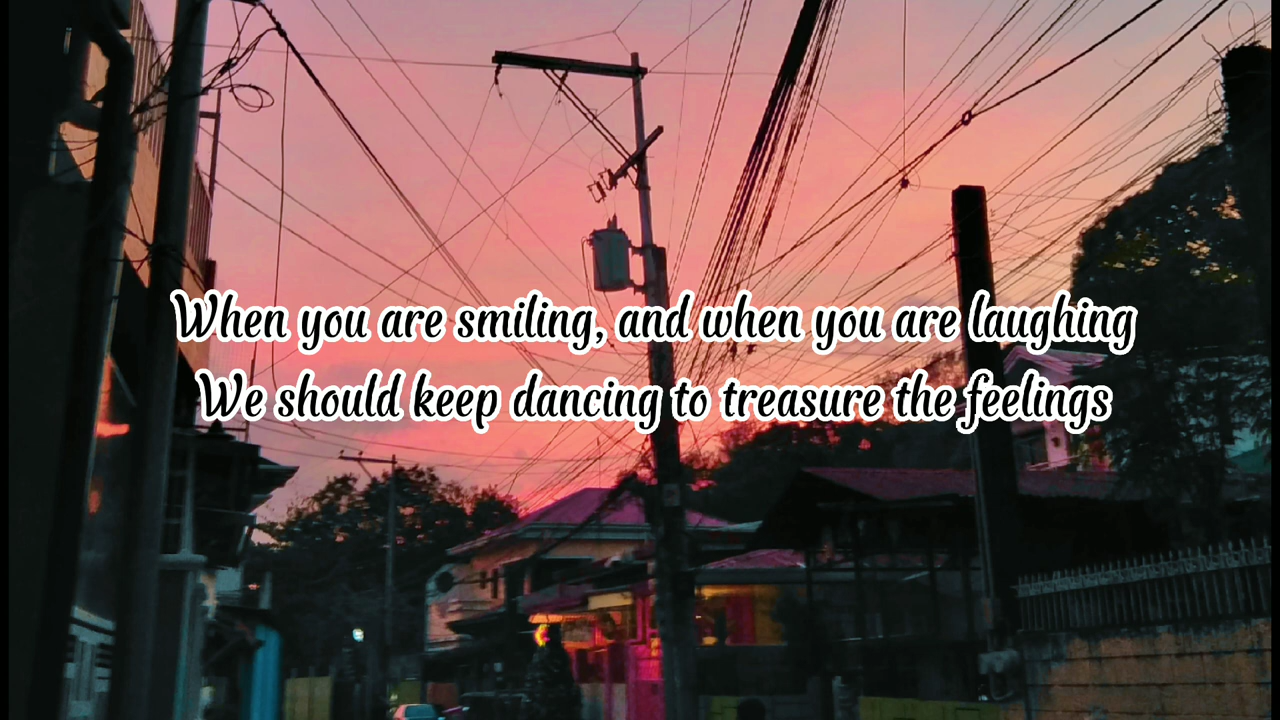 When you are smiling, and when you are laughing
We should keep dancing to treasure the feelings